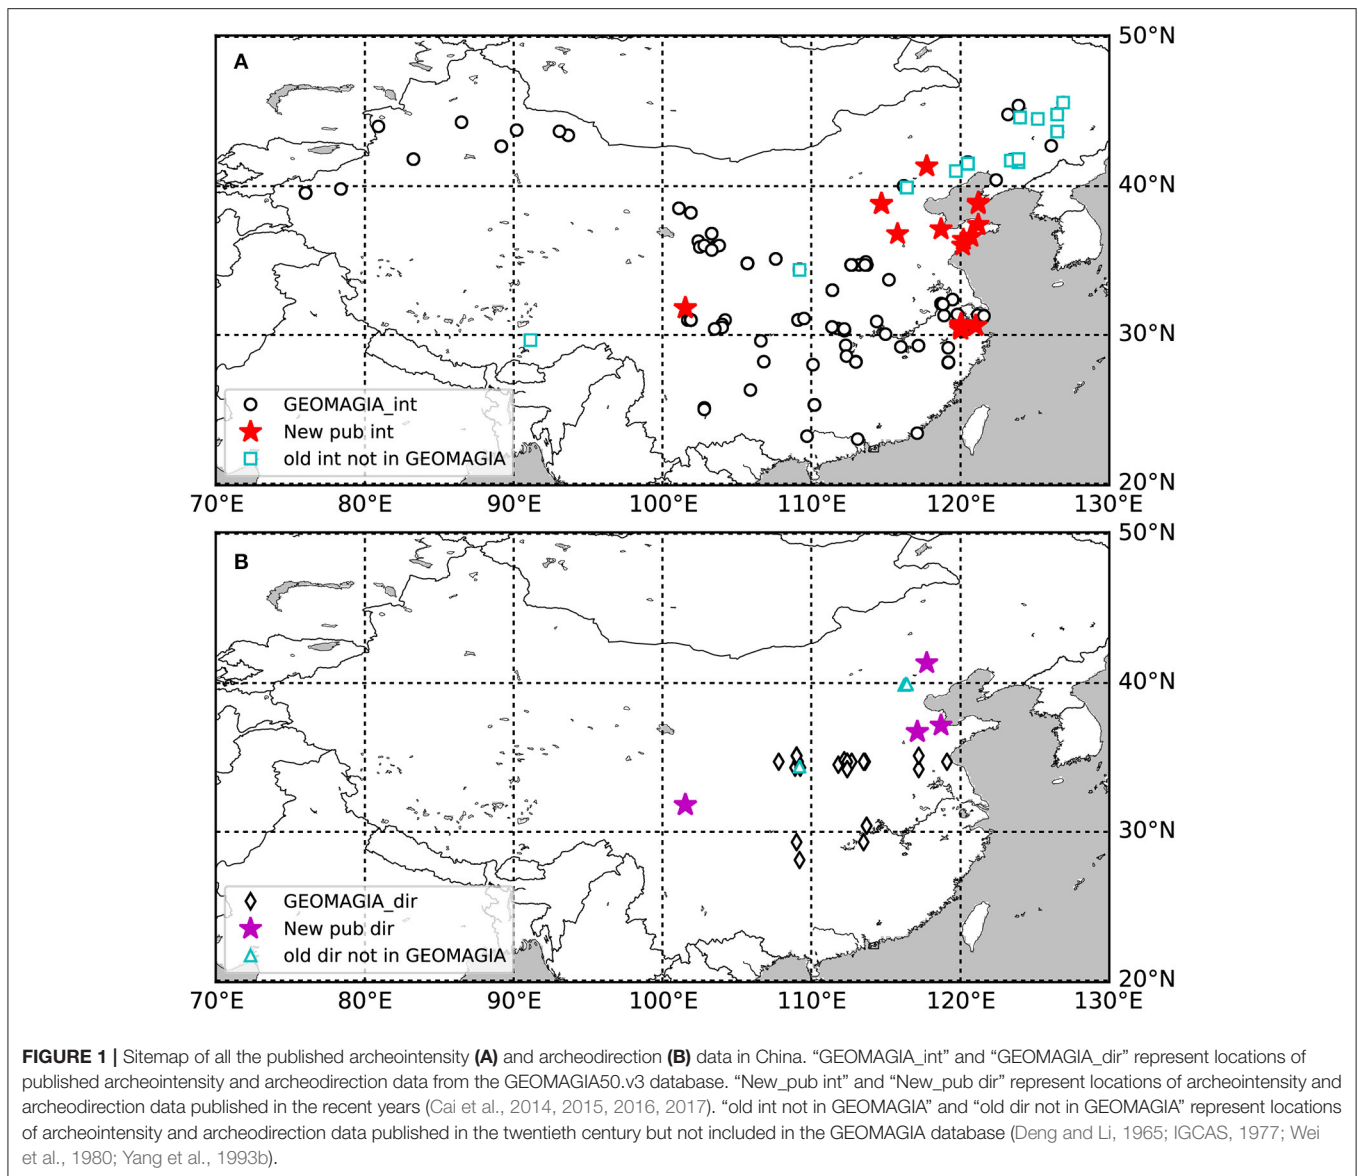 A
50°N
40°N
30°N
20°N
GEOMAGIA_int
New pub int
old int not in GEOMAGIA
70°E 80°E 90°E 100°E 110°E 120°E 130°E
B
50°N
40°N
30°N
20°N
GEOMAGIA_dir
New pub dir
old dir not in GEOMAGIA
70°E 80°E 90°E 100°E 110°E 120°E 130°E
FIGURE 1 | Sitemap of all the published archeointensity (A) and archeodirection (B) data in China. “GEOMAGIA_int” and “GEOMAGIA_dir” represent locations of
published archeointensity and archeodirection data from the GEOMAGIA50.v3 database. “New_pub int” and “New_pub dir” represent locations of archeointensity and
archeodirection data published in the recent years (Cai et al., 2014, 2015, 2016, 2017). “old int not in GEOMAGIA” and “old dir not in GEOMAGIA” represent locations
of archeointensity and archeodirection data published in the twentieth century but not included in the GEOMAGIA database (Deng and Li, 1965; IGCAS, 1977; Wei
et al., 1980; Yang et al., 1993b).